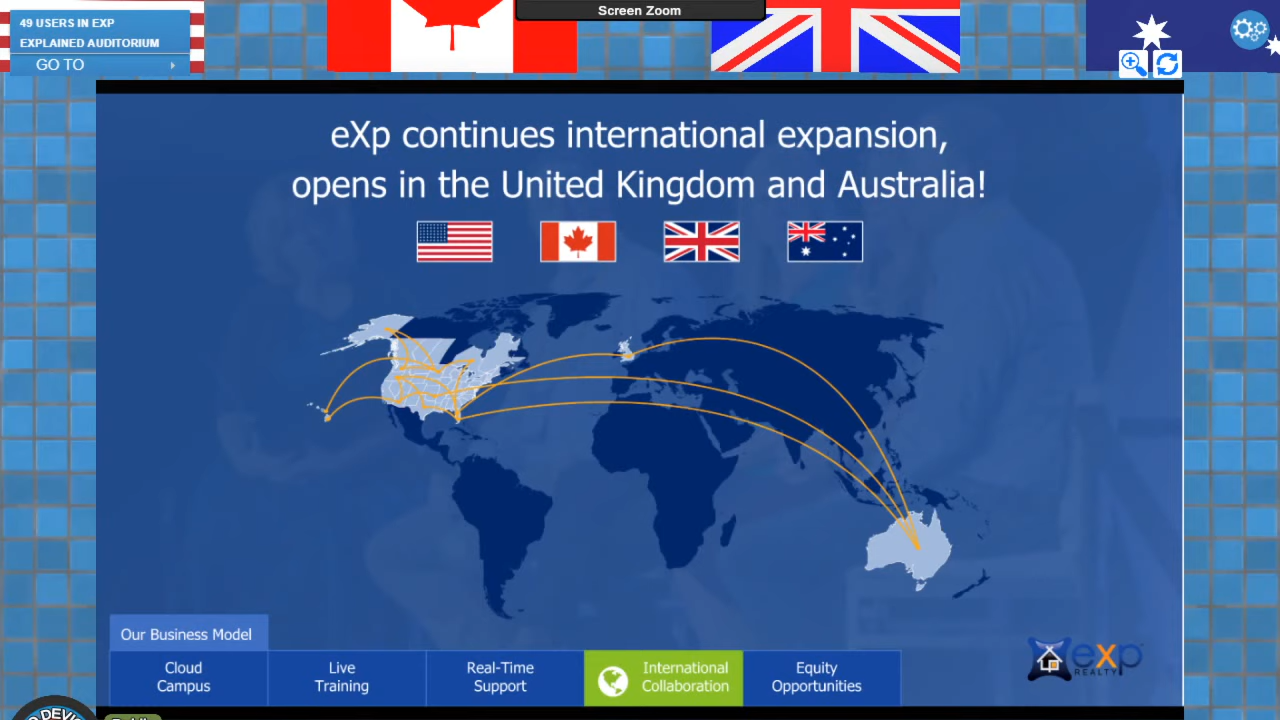 Screen Zoom
49 USERS IN EXP
EXPLAINED AUDITORIUM
GO TO
eXp continues international expansion,
opens in the United Kingdom and Australia!
Our Business Model
Cloud
Campus
Live
Training
Real-Time
Support
International
Collaboration
Equity
Opportunities
eXp
REALTY